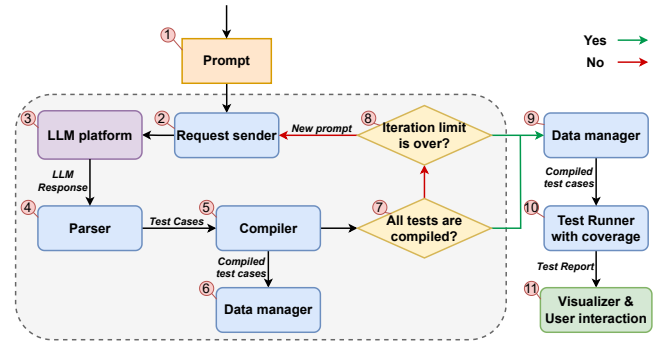 1
Prompt
Yes
No
3
LLM platform
2
Request sender
New prompt
8
Iteration limit
is over?
9
Data manager
LLM
Response
Compiled
test cases
4
Parser
Test Cases
5
Compiler
7
All tests are
compiled?
10
Test Runner
with coverage
Compiled
test cases
Test Report
6
Data manager
11
Visualizer &
User interaction